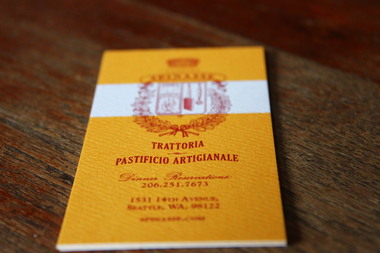 SPINASSE
TRATTORIA
PASTIFICIO ARTIGIANALE
Dinner Reservations
206.251.7673
1531 14th Avenue,
Seattle, WA, 98122
spinasse.com